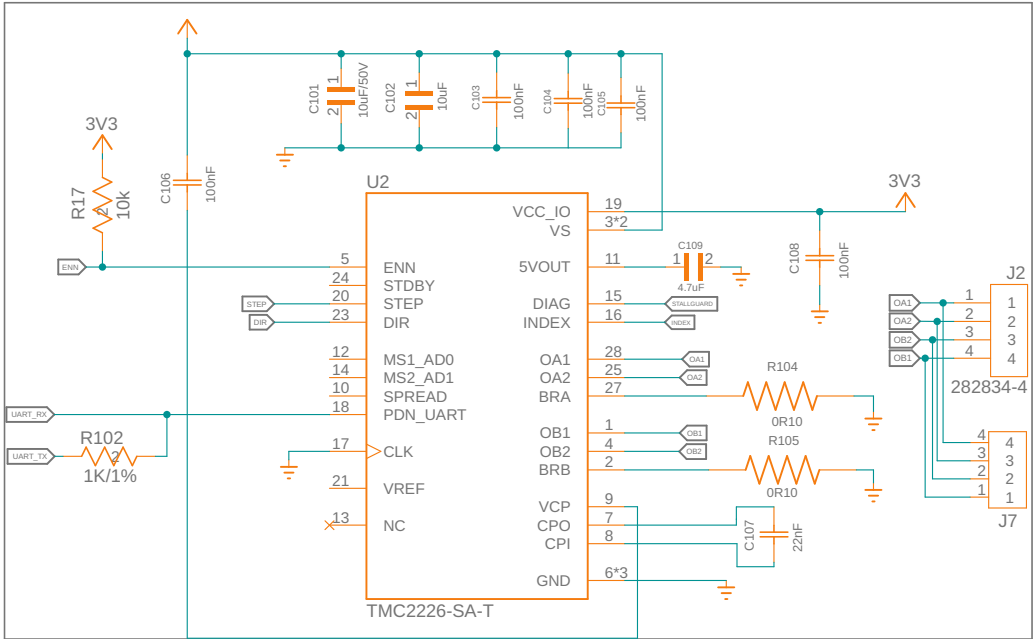 C101
1
2
10uF/50V
C102
1
2
10uF
C103
100nF
C104
100nF
C105
100nF
3V3
R17
2
10k
C106
100nF
U2
3V3
VCC_IO
19
VS
3*2
C109
1
2
4.7uF
C108
100nF
ENN
5
ENN
5VOUT
11
24
STDBY
STEP
20
STEP
DIAG
15
STALLGUARD
DIR
23
DIR
INDEX
16
INDEX
J2
OA1
1
1
OA2
2
2
OB2
3
3
OB1
4
4
282834-4
12
MS1_AD0
OA1
28
OA1
14
MS2_AD1
OA2
25
OA2
10
SPREAD
BRA
27
R104
0R10
UART_RX
18
PDN_UART
OB1
1
OB1
R102
2
1K/1%
UART_TX
17
CLK
OB2
4
OB2
BRB
2
R105
0R10
4
4
3
3
2
2
1
1
J7
21
VREF
VCP
9
13
NC
CPO
7
CPI
8
C107
22nF
GND
6*3
TMC2226-SA-T